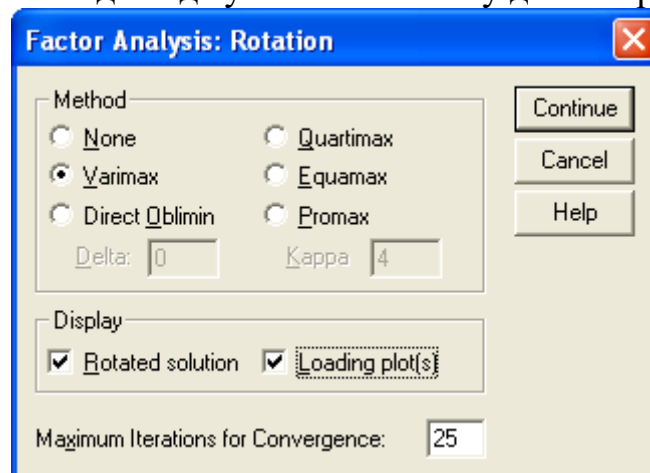 Factor Analysis: Rotation
Method
None
Quartimax
Varimax
Equamax
Direct Oblimin
Promax
Delta: 0
Kappa 4
Display
Rotated solution
Loading plot(s)
Maximum Iterations for Convergence: 25
Continue
Cancel
Help